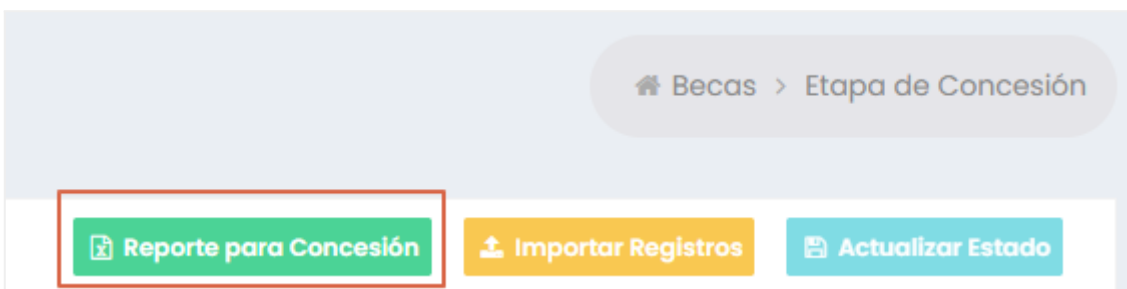 Becas > Etapa de Concesión
Reporte para Concesión Importar Registros Actualizar Estado